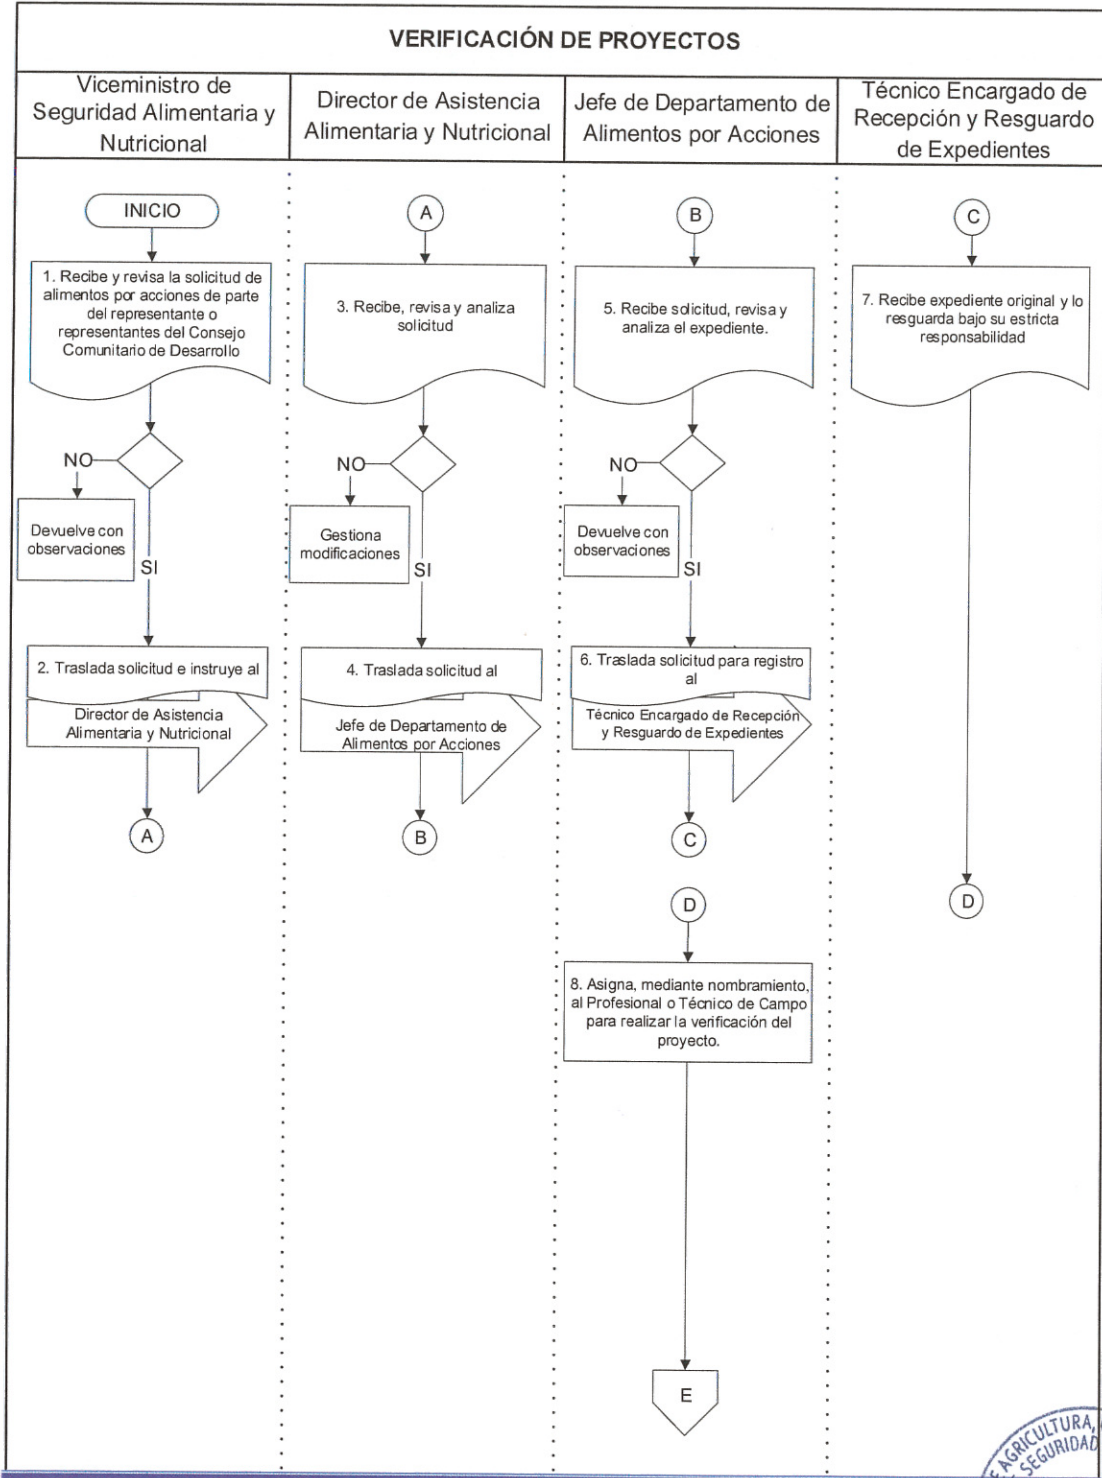 VERIFICACIÓN DE PROYECTOS
Viceministro de
Seguridad Alimentaria y
Nutricional
Director de Asistencia
Alimentaria y Nutricional
Jefe de Departamento de
Alimentos por Acciones
Técnico Encargado de
Recepción y Resguardo
de Expedientes
INICIO
1. Recibe y revisa la solicitud de
alimentos por acciones de parte
del representante o
representantes del Consejo
Comunitario de Desarrollo
NO
Devuelve con
observaciones
SI
2. Traslada solicitud e instruye al
Director de Asistencia
Alimentaria y Nutricional
A
A
3. Recibe, revisa y analiza
solicitud
NO
Gestiona
modificaciones
SI
4. Traslada solicitud al
Jefe de Departamento de
Alimentos por Acciones
B
B
5. Recibe solicitud, revisa y
analiza el expediente.
NO
Devuelve con
observaciones
SI
6. Traslada solicitud para registro
al
Técnico Encargado de Recepción
y Resguardo de Expedientes
C
C
7. Recibe expediente original y lo
resguarda bajo su estricta
responsabilidad
D
D
8. Asigna, mediante nombramiento,
al Profesional o Técnico de Campo
para realizar la verificación del
proyecto.
E
E AGRICULTURA,
SEGURIDAD